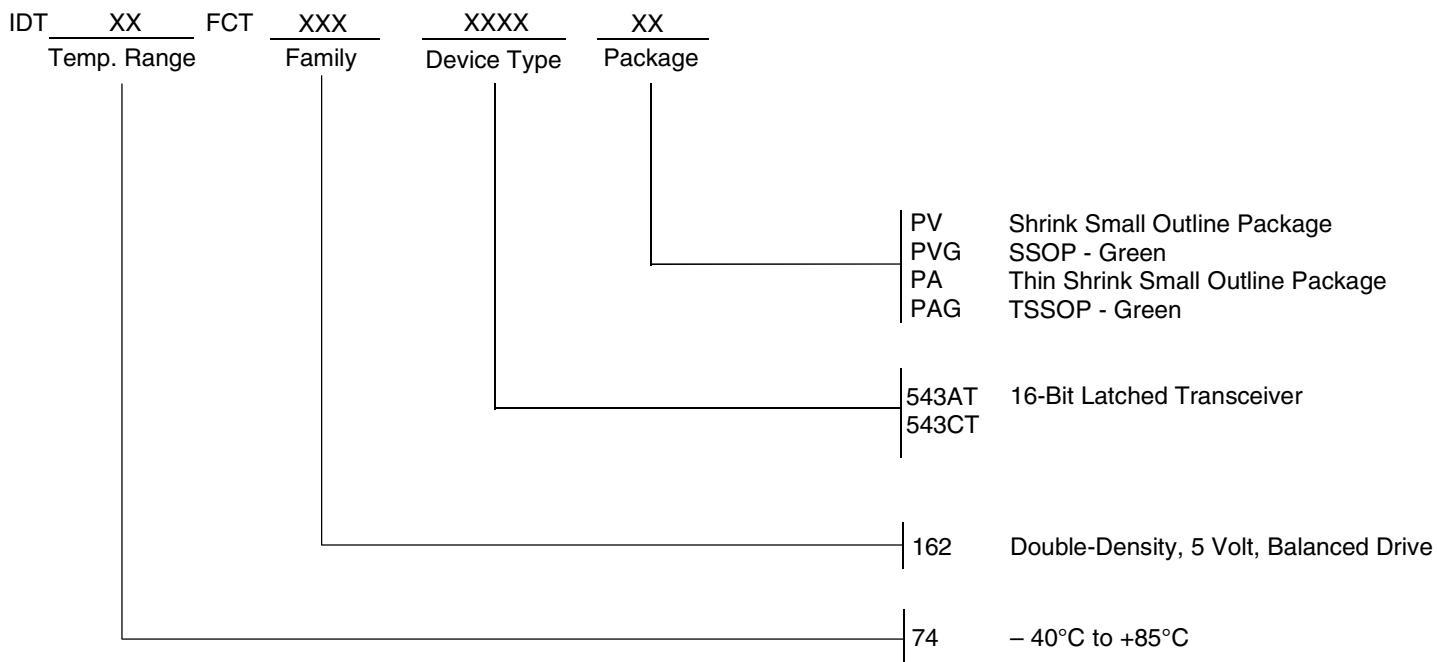 IDT XX FCT XXX XXXX XX
Temp. Range Family Device Type Package
PV Shrink Small Outline Package
PVG SSOP - Green
PA Thin Shrink Small Outline Package
PAG TSSOP - Green
543AT 16-Bit Latched Transceiver
543CT
162 Double-Density, 5 Volt, Balanced Drive
74 – 40°C to +85°C